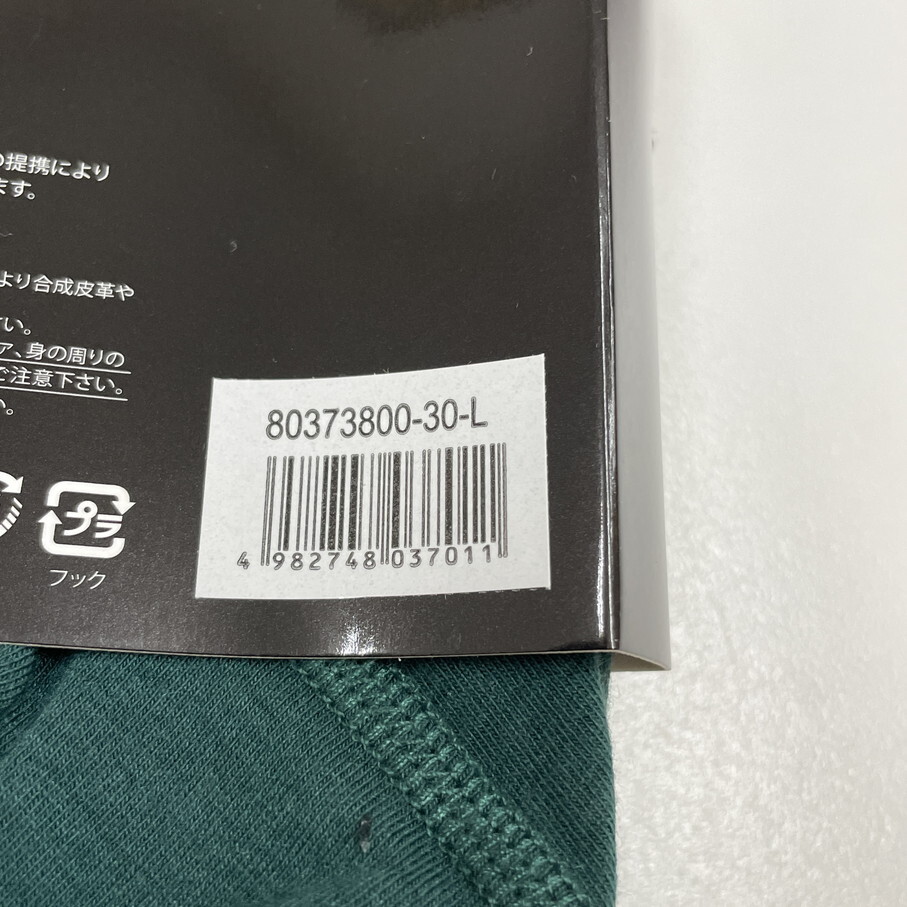 の提携により
ます。
より合成皮革や
さい。
ア、身の周りの
ご注意下さい。
い。
80373800-30-L
4 982748 037011
プラ
フック